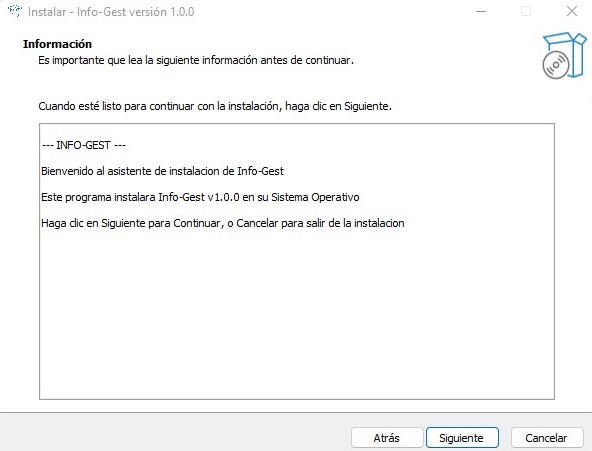 Instalar - Info-Gest versión 1.0.0
Información
Es importante que lea la siguiente información antes de continuar.
Cuando esté listo para continuar con la instalación, haga clic en Siguiente.
--- INFO-GEST ---
Bienvenido al asistente de instalacion de Info-Gest
Este programa instalara Info-Gest v1.0.0 en su Sistema Operativo
Haga clic en Siguiente para Continuar, o Cancelar para salir de la instalacion
Atrás
Siguiente
Cancelar